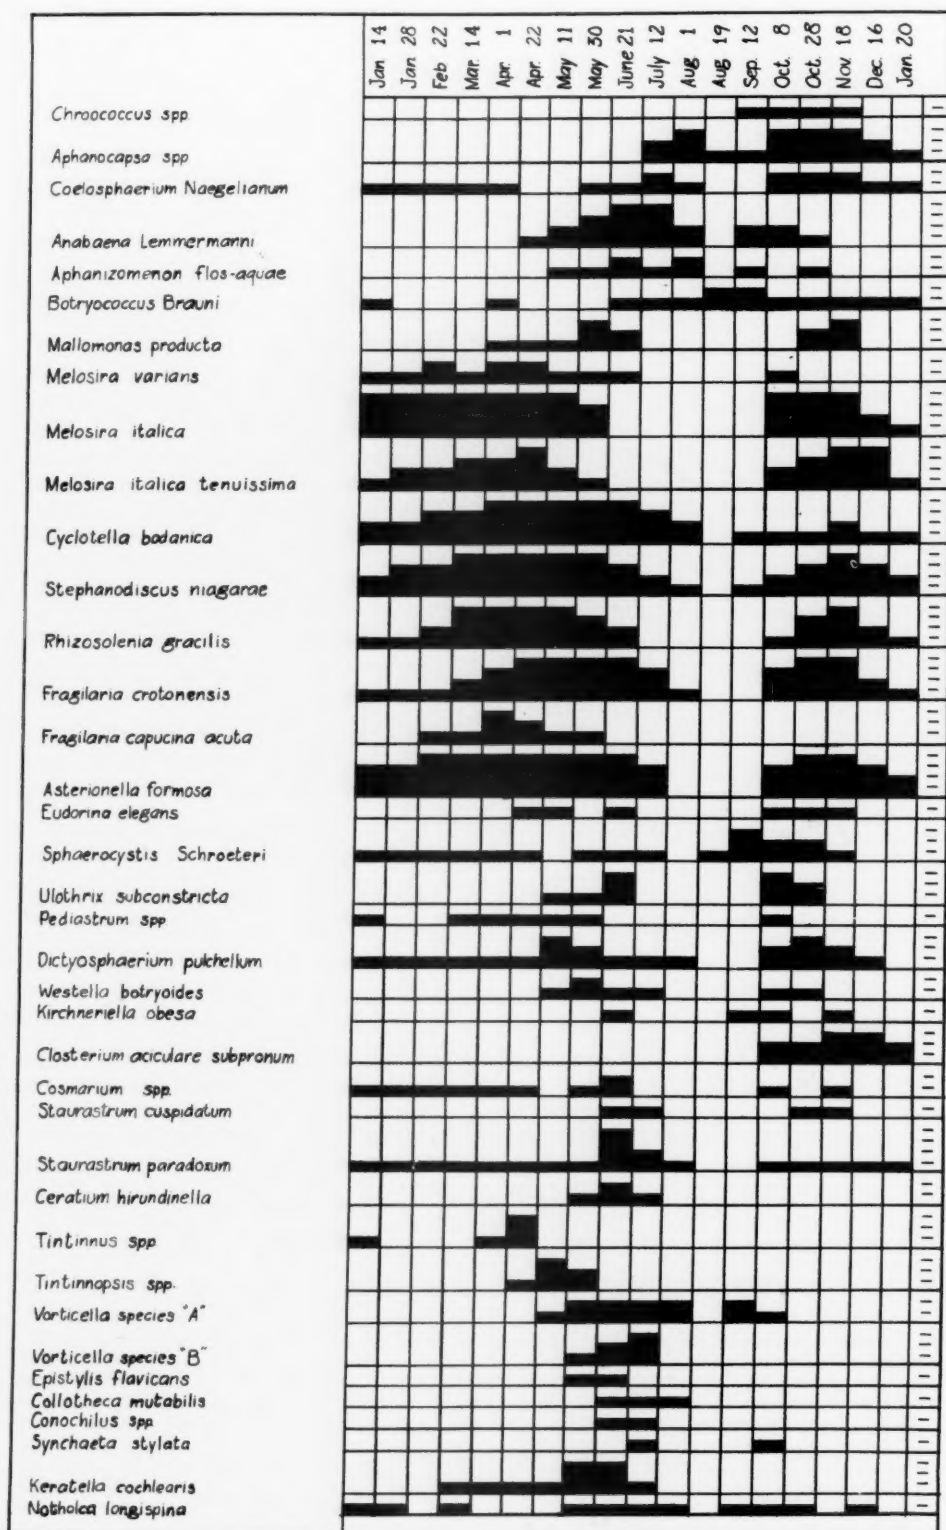 Jan. 14
Jan. 28
Feb 22
Mar. 14
Apr. 1
Apr. 22
May 11
May 30
June 21
July 12
Aug. 1
Aug 19
Sep. 12
Oct. 8
Oct. 28
Nov. 18
Dec. 16
Jan. 20
Chroococcus spp.
Aphanocapsa spp
Coelosphaerium Naegelianum
Anabaena Lemmermanni
Aphanizomenon flos-aquae
Botryococcus Brauni
Mallomonas producta
Melosira varians
Melosira italica
Melosira italica tenuissima
Cyclotella bodanica
Stephanodiscus niagarae
Rhizosolenia gracilis
Fragilaria crotonensis
Fragilaria capucina acuta
Asterionella formosa
Eudorina elegans
Sphaerocystis Schroeteri
Ulothrix subconstricta
Pediastrum spp
Dictyosphaerium pulchellum
Westella botryoides
Kirchneriella obesa
Closterium aciculare subpronum
Cosmarium spp.
Staurastrum cuspidatum
Staurastrum paradoxum
Ceratium hirundinella
Tintinnus spp
Tintinnopsis spp.
Vorticella species "A"
Vorticella species "B"
Epistylis flavicans
Collotheca mutabilis
Conochilus spp
Synchaeta stylata
Keratella cochlearis
Notholca longispina